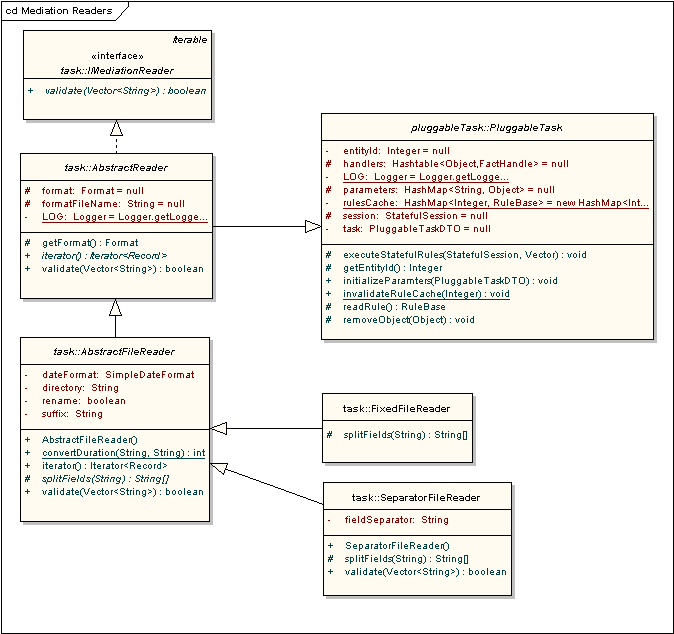 cd Mediation Readers
Iterable
«interface»
task::IMediationReader
+ validate(Vector<String>) : boolean
task::AbstractReader
# format: Format = null
# formatFileName: String = null
- LOG: Logger = Logger.getLogge...
# getFormat() : Format
+ iterator() : Iterator<Record>
+ validate(Vector<String>) : boolean
pluggableTask::PluggableTask
- entityId: Integer = null
# handlers: Hashtable<Object,FactHandle> = null
- LOG: Logger = Logger.getLogge...
# parameters: HashMap<String, Object> = null
- rulesCache: HashMap<Integer, RuleBase> = new HashMap<Int...
# session: StatefulSession = null
- task: PluggableTaskDTO = null
# executeStatefulRules(StatefulSession, Vector) : void
# getEntityId() : Integer
+ initializeParamters(PluggableTaskDTO) : void
+ invalidateRuleCache(Integer) : void
# readRule() : RuleBase
# removeObject(Object) : void
task::AbstractFileReader
- dateFormat: SimpleDateFormat
- directory: String
- rename: boolean
- suffix: String
+ AbstractFileReader()
+ convertDuration(String, String) : int
+ iterator() : Iterator<Record>
# splitFields(String) : String[]
+ validate(Vector<String>) : boolean
task::FixedFileReader
# splitFields(String) : String[]
task::SeparatorFileReader
- fieldSeparator: String
+ SeparatorFileReader()
# splitFields(String) : String[]
+ validate(Vector<String>) : boolean